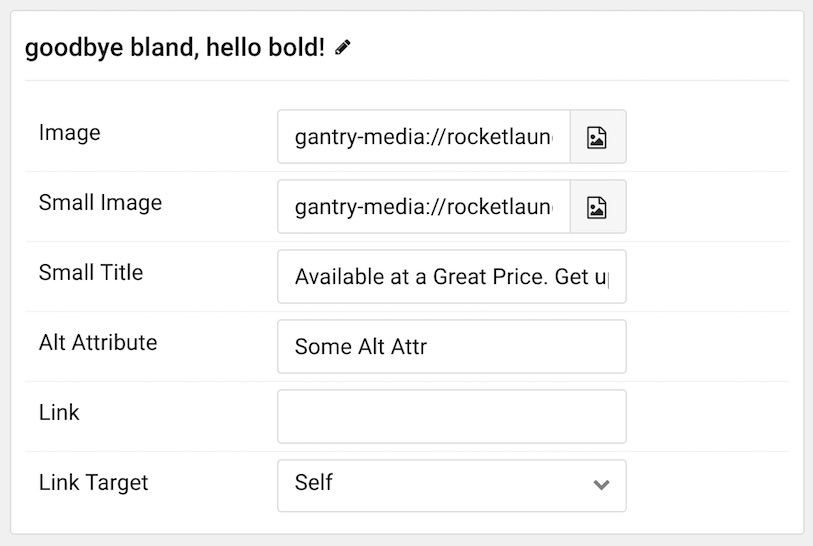 goodbye bland, hello bold!
Image gantry-media://rocketlaun
Small Image gantry-media://rocketlaun
Small Title Available at a Great Price. Get
Alt Attribute Some Alt Attr
Link
Link Target Self